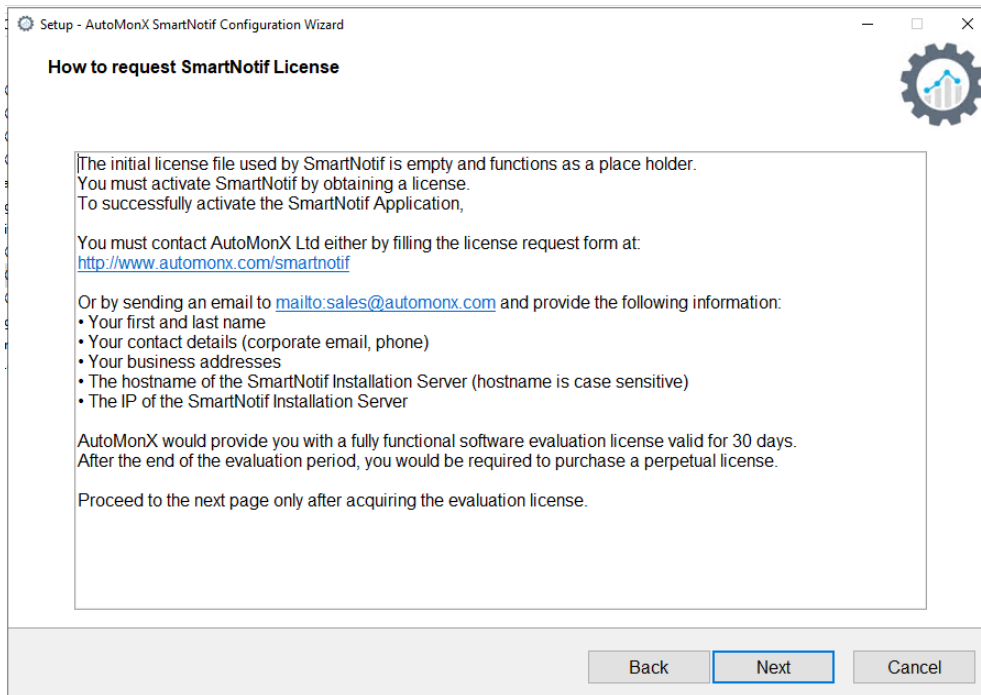 Setup - AutoMonX SmartNotif Configuration Wizard
How to request SmartNotif License
The initial license file used by SmartNotif is empty and functions as a place holder.
You must activate SmartNotif by obtaining a license.
To successfully activate the SmartNotif Application,
You must contact AutoMonX Ltd either by filling the license request form at:
http://www.automonx.com/smartnotif
Or by sending an email to mailto:sales@automonx.com and provide the following information:
• Your first and last name
• Your contact details (corporate email, phone)
• Your business addresses
• The hostname of the SmartNotif Installation Server (hostname is case sensitive)
• The IP of the SmartNotif Installation Server
AutoMonX would provide you with a fully functional software evaluation license valid for 30 days.
After the end of the evaluation period, you would be required to purchase a perpetual license.
Proceed to the next page only after acquiring the evaluation license.
Back Next Cancel